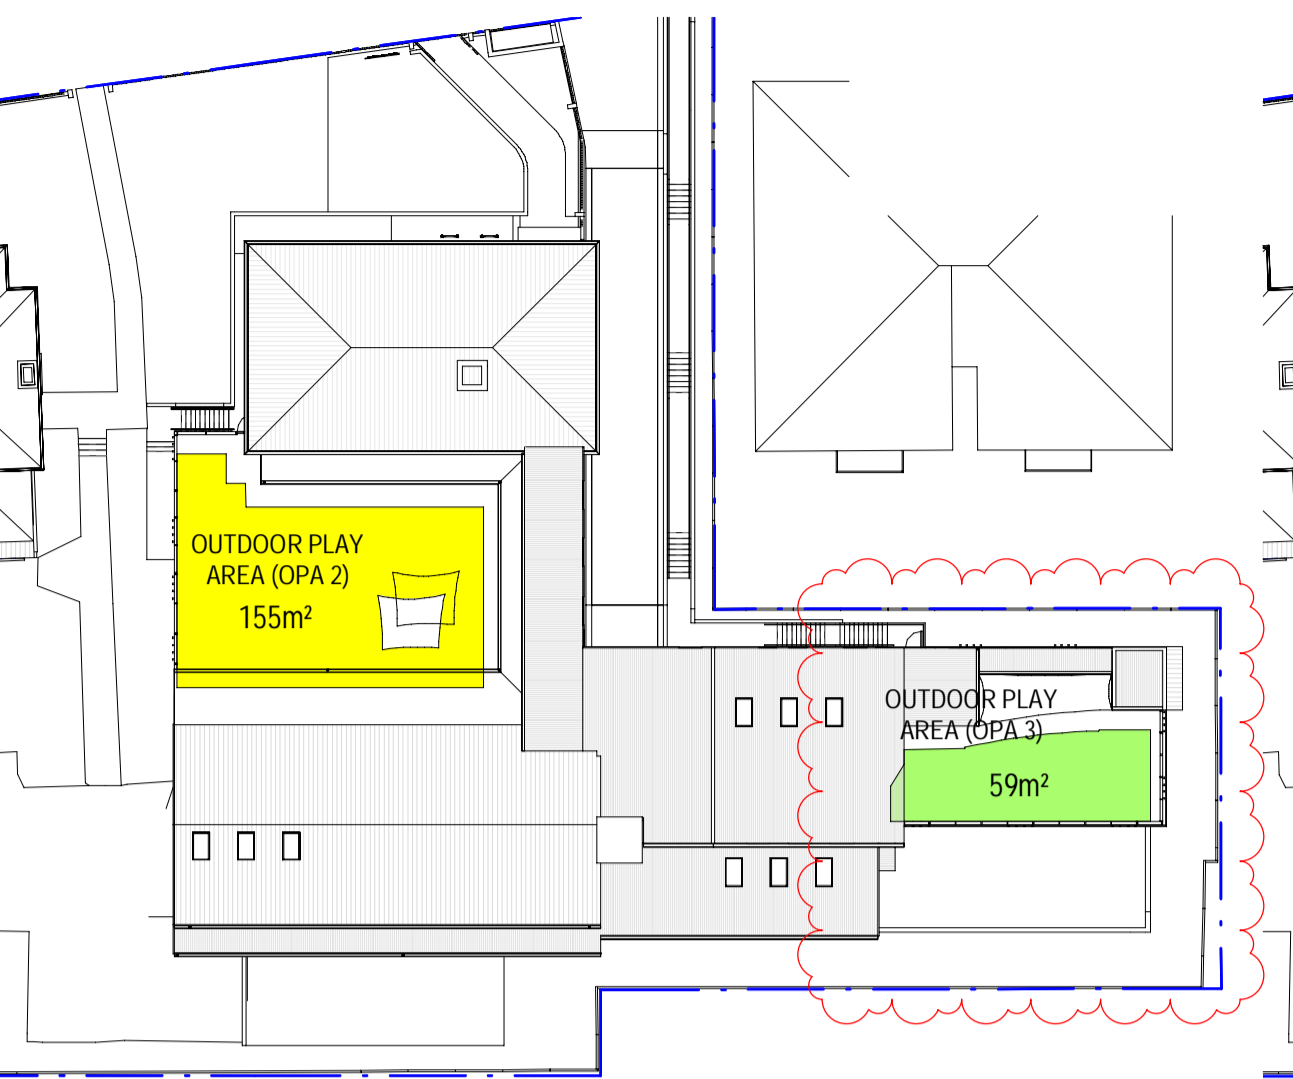 OUTDOOR PLAY
AREA (OPA 2)
155m²
OUTDOOR PLAY
AREA (OPA 3)
59m²